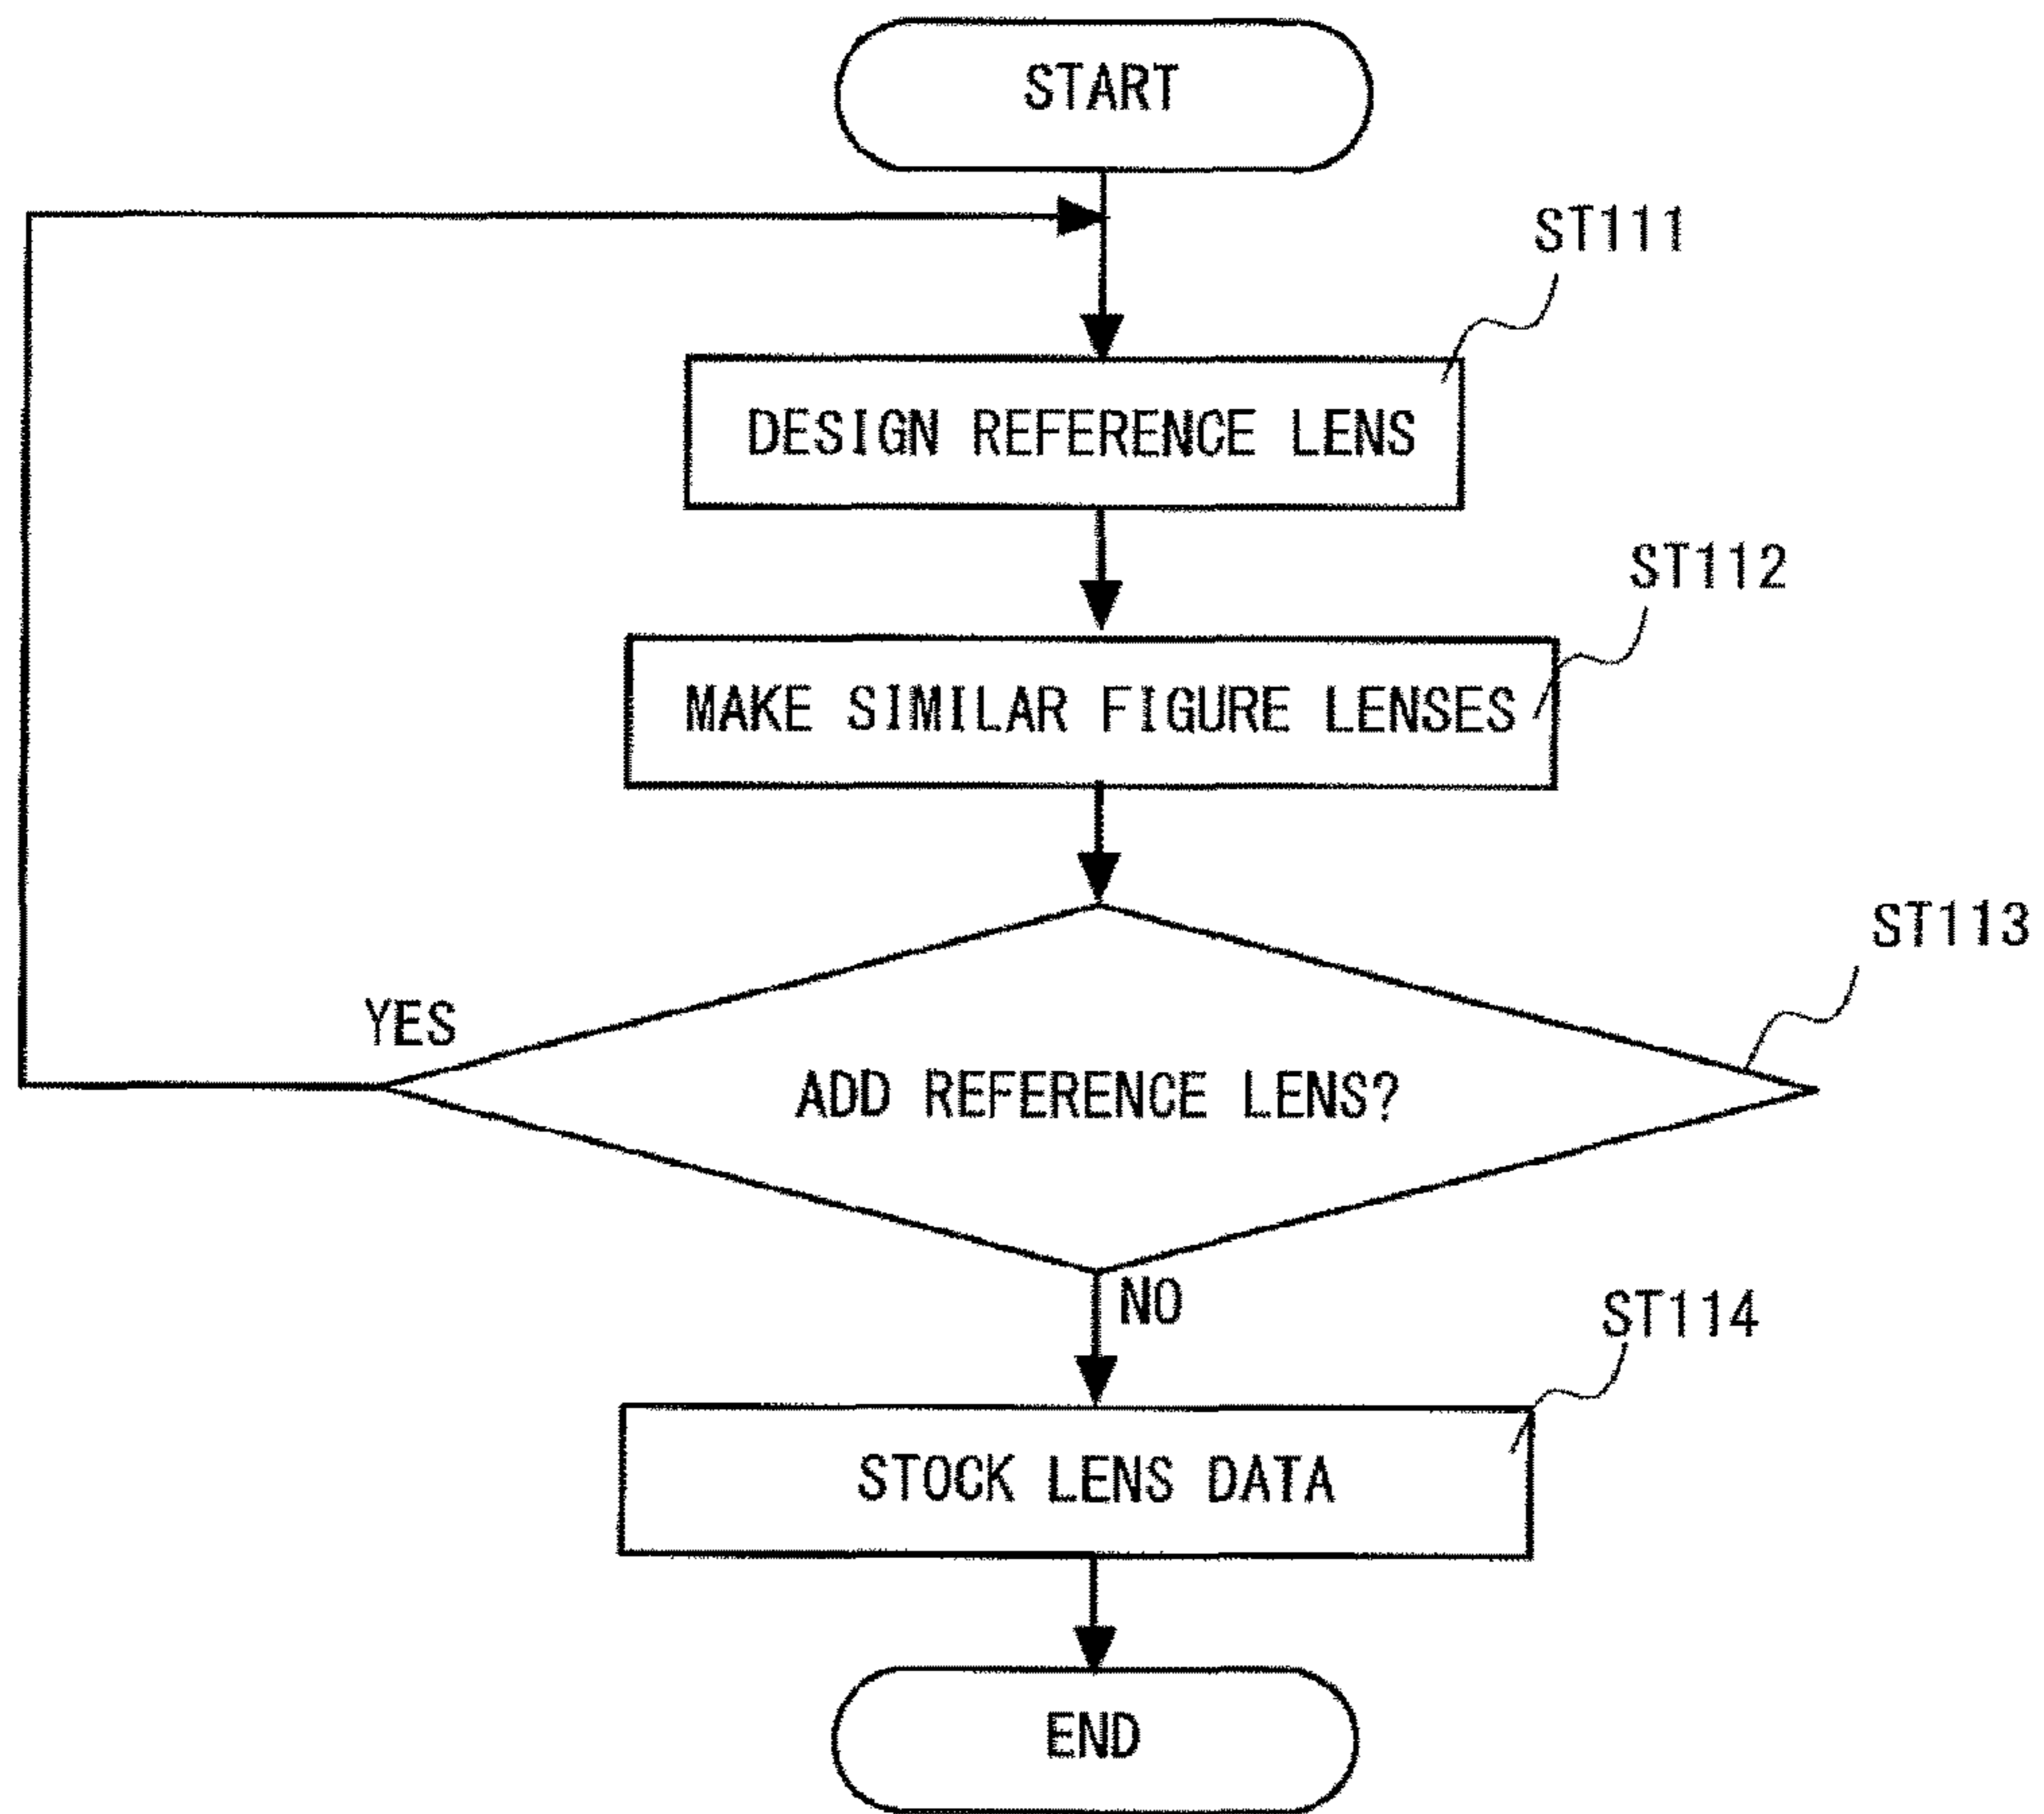 START
ST111
DESIGN REFERENCE LENS
ST112
MAKE SIMILAR FIGURE LENSES
ST113
YES
ADD REFERENCE LENS?
NO
ST114
STOCK LENS DATA
END